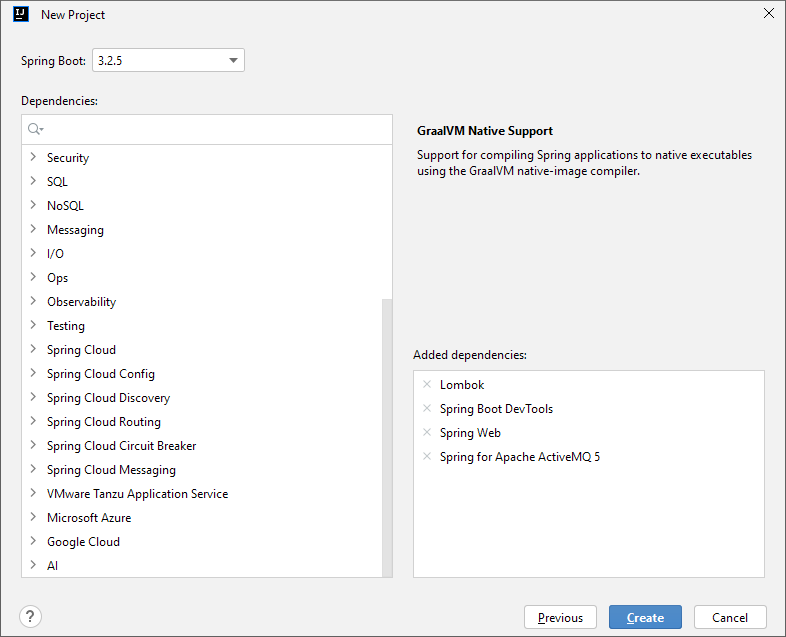 New Project
Spring Boot: 3.2.5
Dependencies:
Security
SQL
NoSQL
Messaging
I/O
Ops
Observability
Testing
Spring Cloud
Spring Cloud Config
Spring Cloud Discovery
Spring Cloud Routing
Spring Cloud Circuit Breaker
Spring Cloud Messaging
VMware Tanzu Application Service
Microsoft Azure
Google Cloud
AI
GraalVM Native Support
Support for compiling Spring applications to native executables
using the GraalVM native-image compiler.
Added dependencies:
Lombok
Spring Boot DevTools
Spring Web
Spring for Apache ActiveMQ 5
? Previous Create Cancel